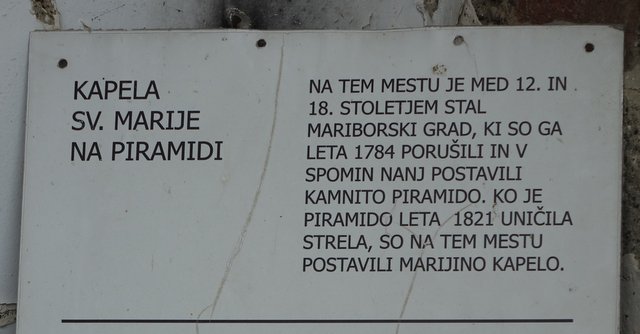 KAPELA
SV. MARIJE
NA PIRAMIDI
NA TEM MESTU JE MED 12. IN
18. STOLETJEM STAL
MARIBORSKI GRAD, KI SO GA
LETA 1784 PORUŠILI IN V
SPOMIN NANJ POSTAVILI
KAMNITO PIRAMIDO. KO JE
PIRAMIDO LETA 1821 UNIČILA
STRELA, SO NA TEM MESTU
POSTAVILI MARIJINO KAPELO.